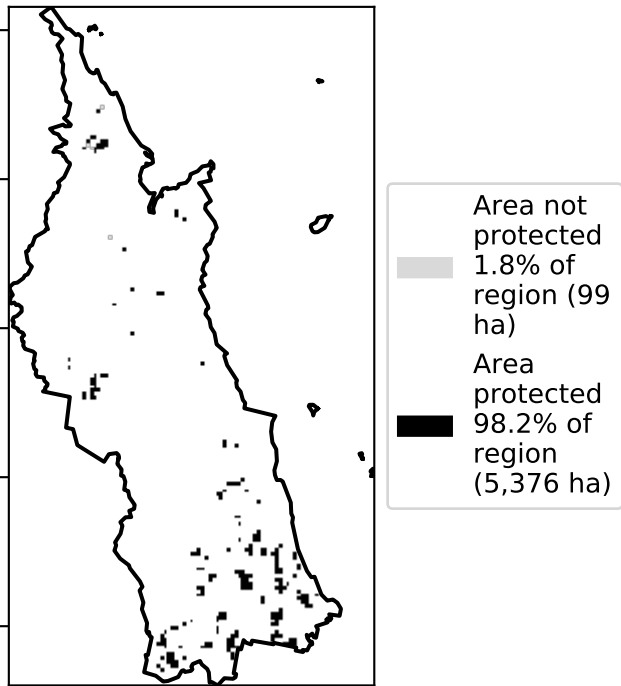 Area not
protected
1.8% of
region (99
ha)
Area
protected
98.2% of
region
(5,376 ha)